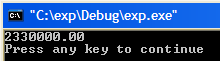 "C:\exp\Debug\exp.exe"
2330000.00
Press any key to continue